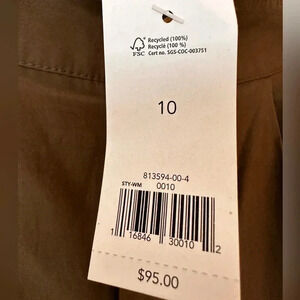 FSC
Recycled (100%)
Recyclé (100 %)
Cert no. SGS-COC-003751
10
813594-00-4
STY-WM 0010
1 16846 30010 2
$95.00